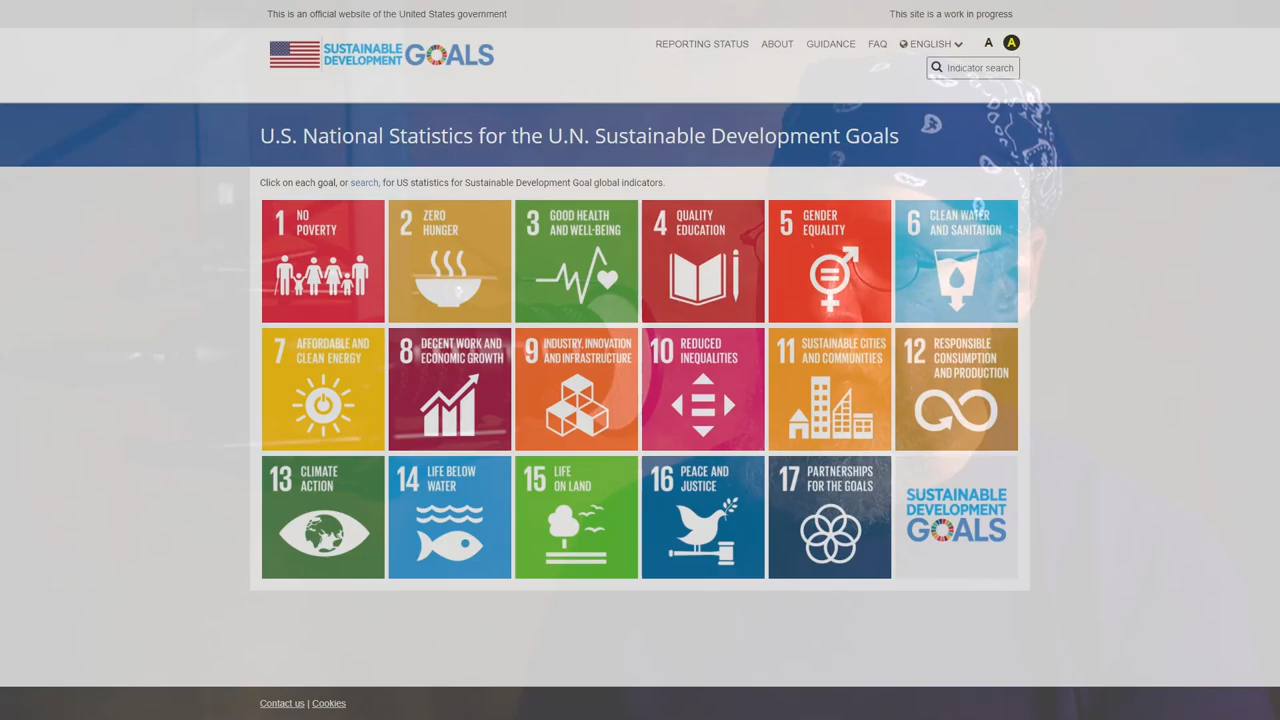 This is an official website of the United States government
This site is a work in progress
SUSTAINABLE
DEVELOPMENT
GOALS
REPORTING STATUS ABOUT GUIDANCE FAQ ENGLISH A A
Indicator search
U.S. National Statistics for the U.N. Sustainable Development Goals
Click on each goal, or search, for US statistics for Sustainable Development Goal global indicators.
1 NO
POVERTY
2 ZERO
HUNGER
3 GOOD HEALTH
AND WELL-BEING
4 QUALITY
EDUCATION
5 GENDER
EQUALITY
6 CLEAN WATER
AND SANITATION
7 AFFORDABLE AND
CLEAN ENERGY
8 DECENT WORK AND
ECONOMIC GROWTH
9 INDUSTRY, INNOVATION
AND INFRASTRUCTURE
10 REDUCED
INEQUALITIES
11 SUSTAINABLE CITIES
AND COMMUNITIES
12 RESPONSIBLE
CONSUMPTION
AND PRODUCTION
13 CLIMATE
ACTION
14 LIFE BELOW
WATER
15 LIFE
ON LAND
16 PEACE AND
JUSTICE
17 PARTNERSHIPS
FOR THE GOALS
SUSTAINABLE
DEVELOPMENT
GOALS
Contact us | Cookies